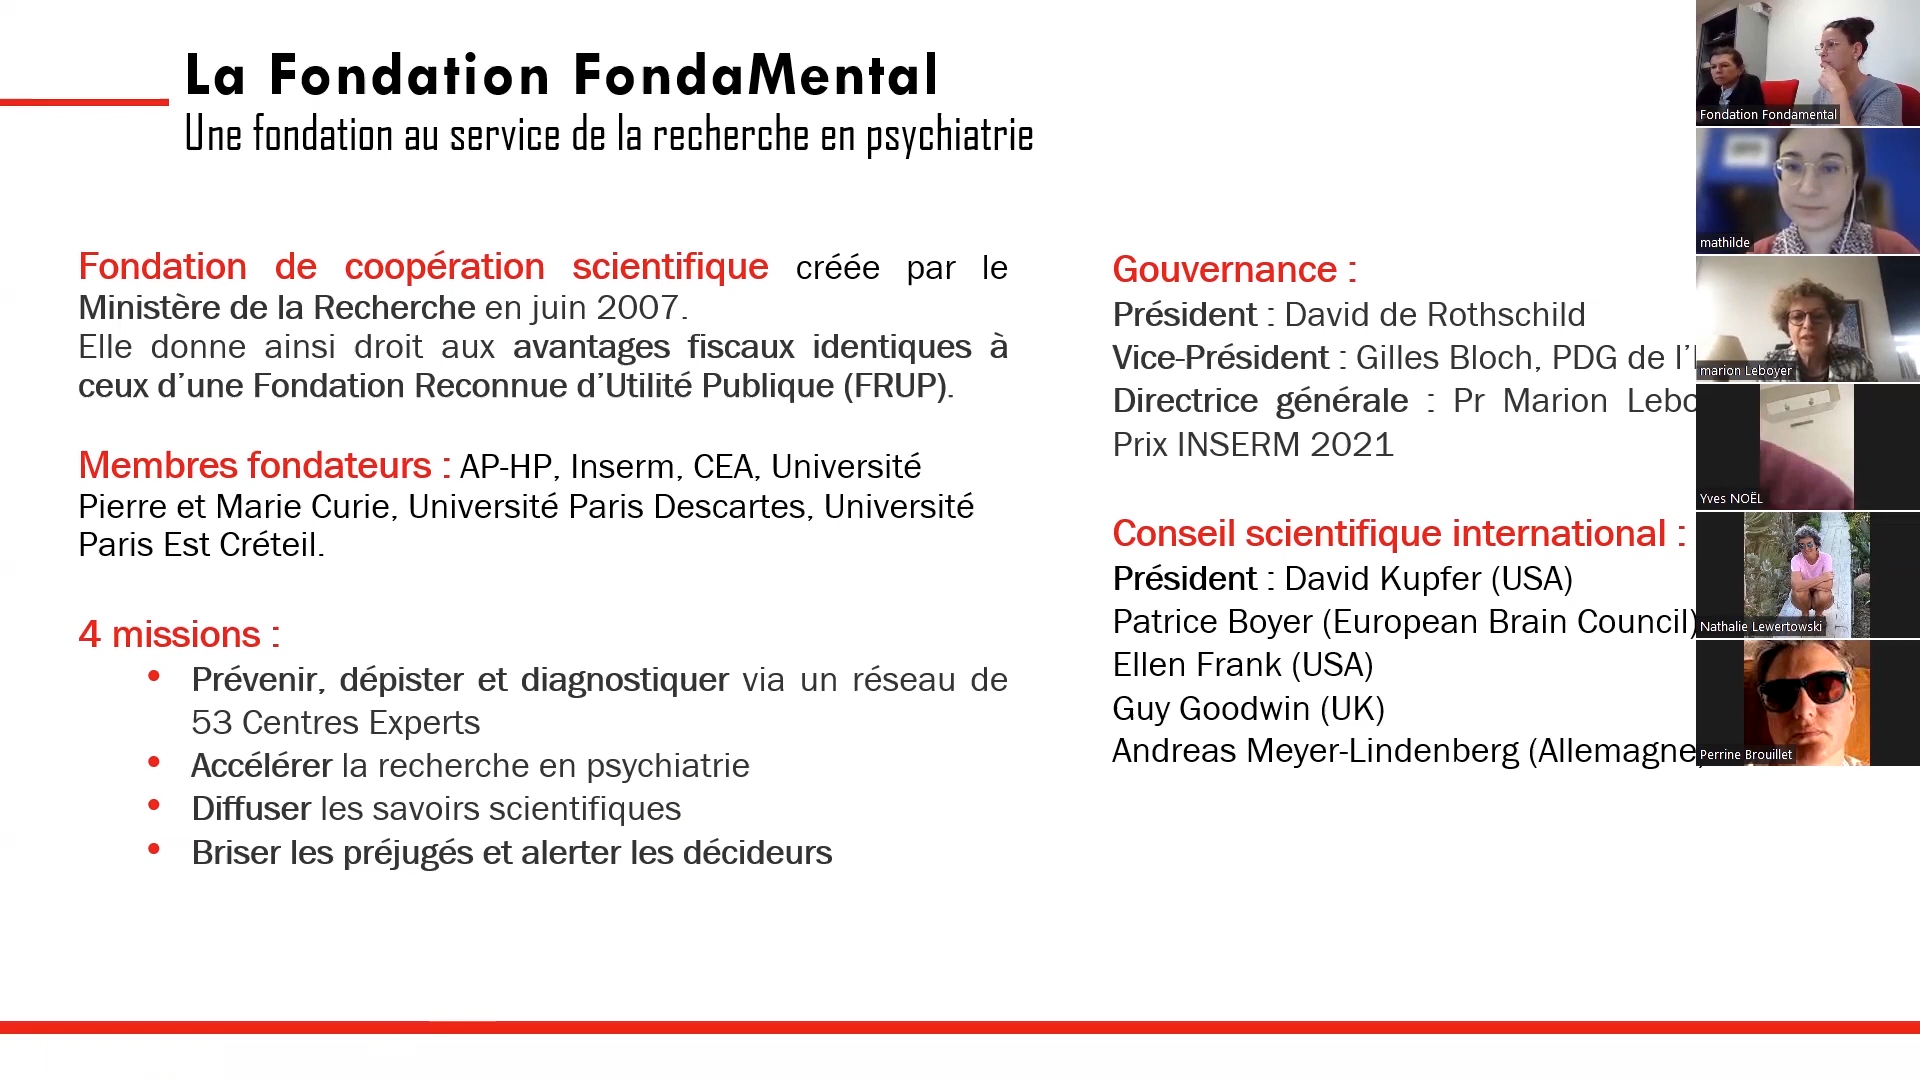 La Fondation FondaMental
Une fondation au service de la recherche en psychiatrie
Fondation de coopération scientifique créée par le
Ministère de la Recherche en juin 2007.
Elle donne ainsi droit aux avantages fiscaux identiques à
ceux d’une Fondation Reconnue d’Utilité Publique (FRUP).
Membres fondateurs : AP-HP, Inserm, CEA, Université
Pierre et Marie Curie, Université Paris Descartes, Université
Paris Est Créteil.
4 missions :
• Prévenir, dépister et diagnostiquer via un réseau de
53 Centres Experts
• Accélérer la recherche en psychiatrie
• Diffuser les savoirs scientifiques
• Briser les préjugés et alerter les décideurs
Gouvernance :
Président : David de Rothschild
Vice-Président : Gilles Bloch, PDG de l’
Directrice générale : Pr Marion Lebo
Prix INSERM 2021
Conseil scientifique international :
Président : David Kupfer (USA)
Patrice Boyer (European Brain Council)
Ellen Frank (USA)
Guy Goodwin (UK)
Andreas Meyer-Lindenberg (Allemagne)
Fondation Fondamental
mathilde
marion Leboyer
Yves NOËL
Nathalie Lewertowski
Perrine Brouillet